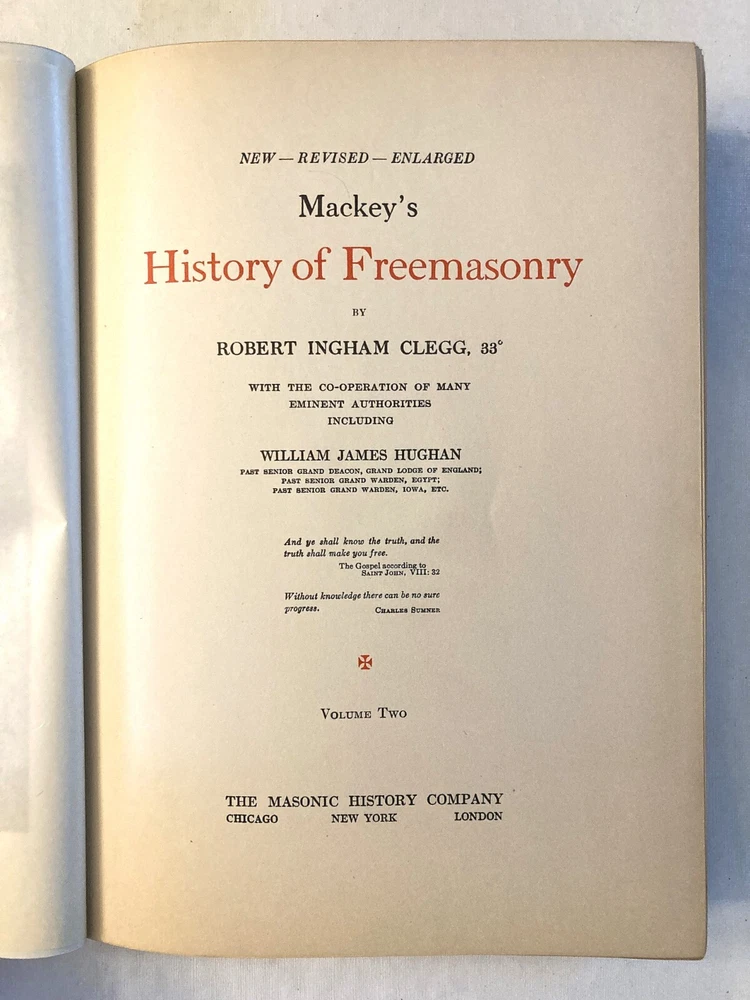 NEW — REVISED — ENLARGED
Mackey's
History of Freemasonry
BY
ROBERT INGHAM CLEGG, 33°
WITH THE CO-OPERATION OF MANY
EMINENT AUTHORITIES
INCLUDING
WILLIAM JAMES HUGHAN
PAST SENIOR GRAND DEACON, GRAND LODGE OF ENGLAND;
PAST SENIOR GRAND WARDEN, EGYPT;
PAST SENIOR GRAND WARDEN, IOWA, ETC.
And ye shall know the truth, and the
truth shall make you free.
The Gospel according to
SAINT JOHN, VIII: 32
Without knowledge there can be no sure
progress. CHARLES SUMNER
VOLUME TWO
THE MASONIC HISTORY COMPANY
CHICAGO NEW YORK LONDON